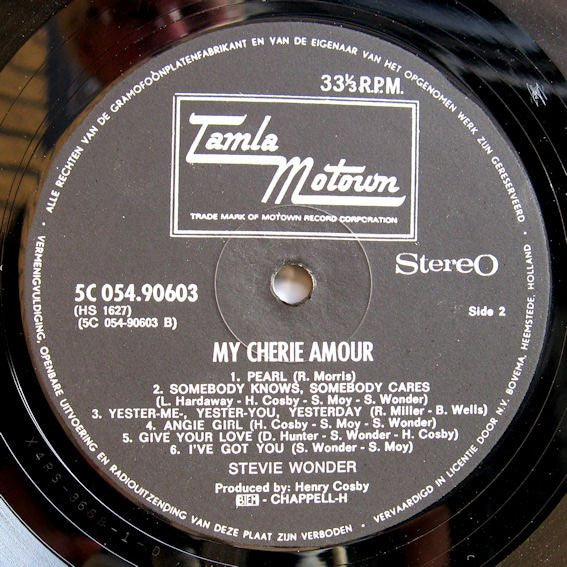 ALLE RECHTEN VAN DE GRAMOFOONPLATENFABRIKANT EN VAN DE EIGENAAR VAN HET OPGENOMEN WERK ZIJN GERESERVEERD
33⅓ R.P.M.
Tamla
Motown
TRADE MARK OF MOTOWN RECORD CORPORATION
StereO
5C 054.90603
(HS 1627)
(5C 054-90603 B)
Side 2
MY CHERIE AMOUR
1. PEARL (R. Morris)
2. SOMEBODY KNOWS, SOMEBODY CARES
(L. Hardaway - H. Cosby - S. Moy - S. Wonder)
3. YESTER-ME-, YESTER-YOU, YESTERDAY (R. Miller - B. Wells)
4. ANGIE GIRL (H. Cosby - S. Moy - S. Wonder)
5. GIVE YOUR LOVE (D. Hunter - S. Wonder - H. Cosby)
6. I'VE GOT YOU (S. Wonder - S. Moy)
STEVIE WONDER
Produced by: Henry Cosby
BIEM - CHAPPELL-H
VERMENIGVULDIGING, OPENBARE UITVOERING EN RADIOUITZENDING VAN DEZE PLAAT ZIJN VERBODEN • VERVAARDIGD IN LICENTIE DOOR N.V. BOVEMA, HEEMSTEDE, HOLLAND •